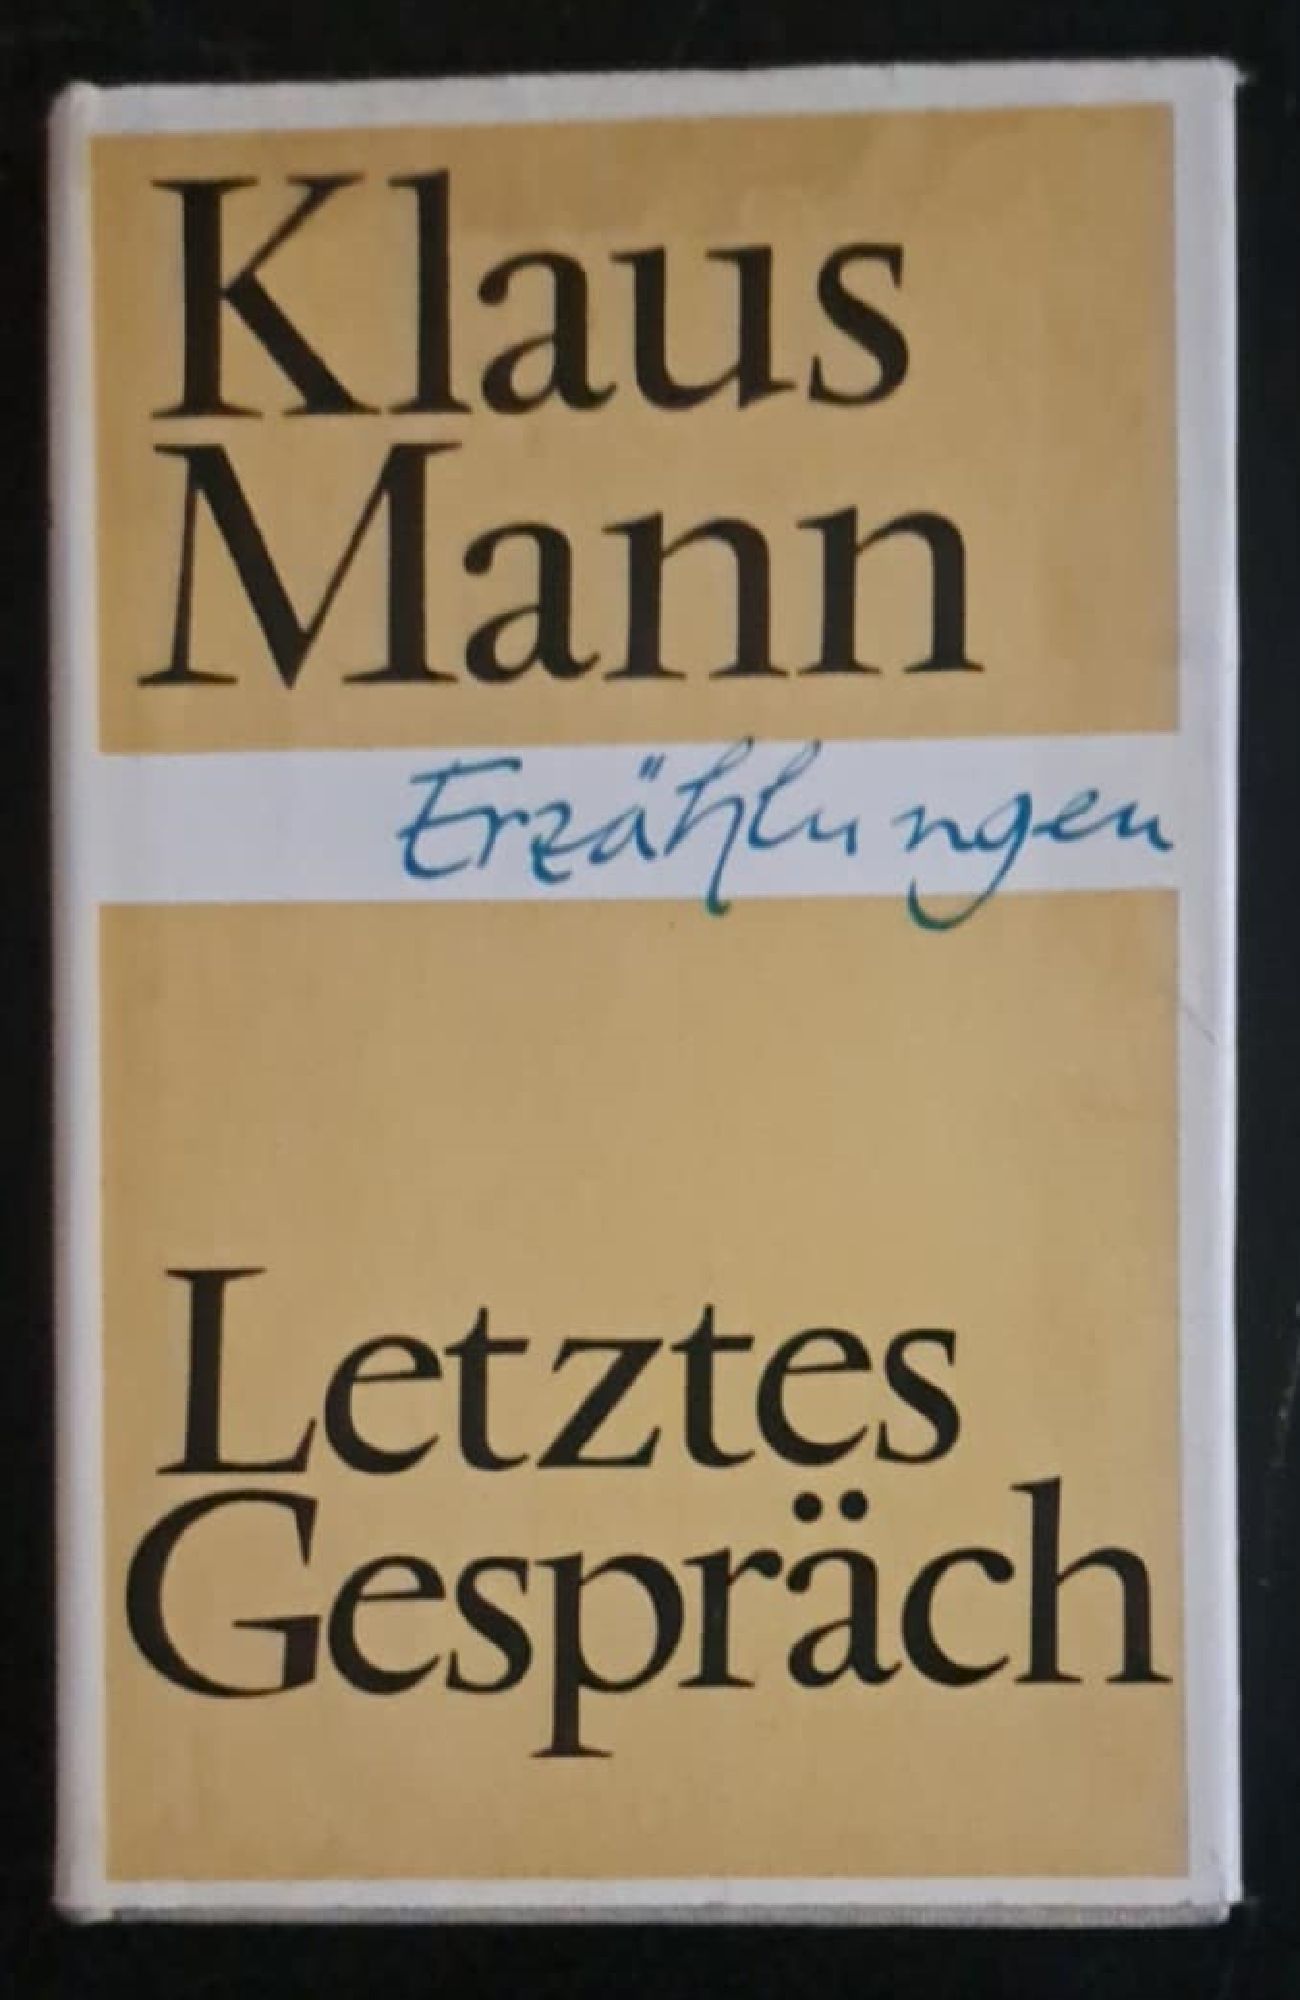 Klaus
Mann
Erzählungen
Letztes
Gespräch